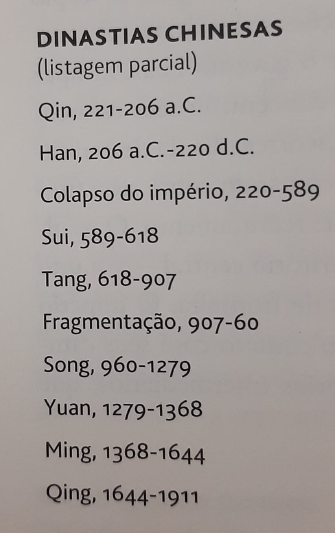 DINASTIAS CHINESAS
(listagem parcial)
Qin, 221-206 a.C.
Han, 206 a.C.-220 d.C.
Colapso do império, 220-589
Sui, 589-618
Tang, 618-907
Fragmentação, 907-60
Song, 960-1279
Yuan, 1279-1368
Ming, 1368-1644
Qing, 1644-1911